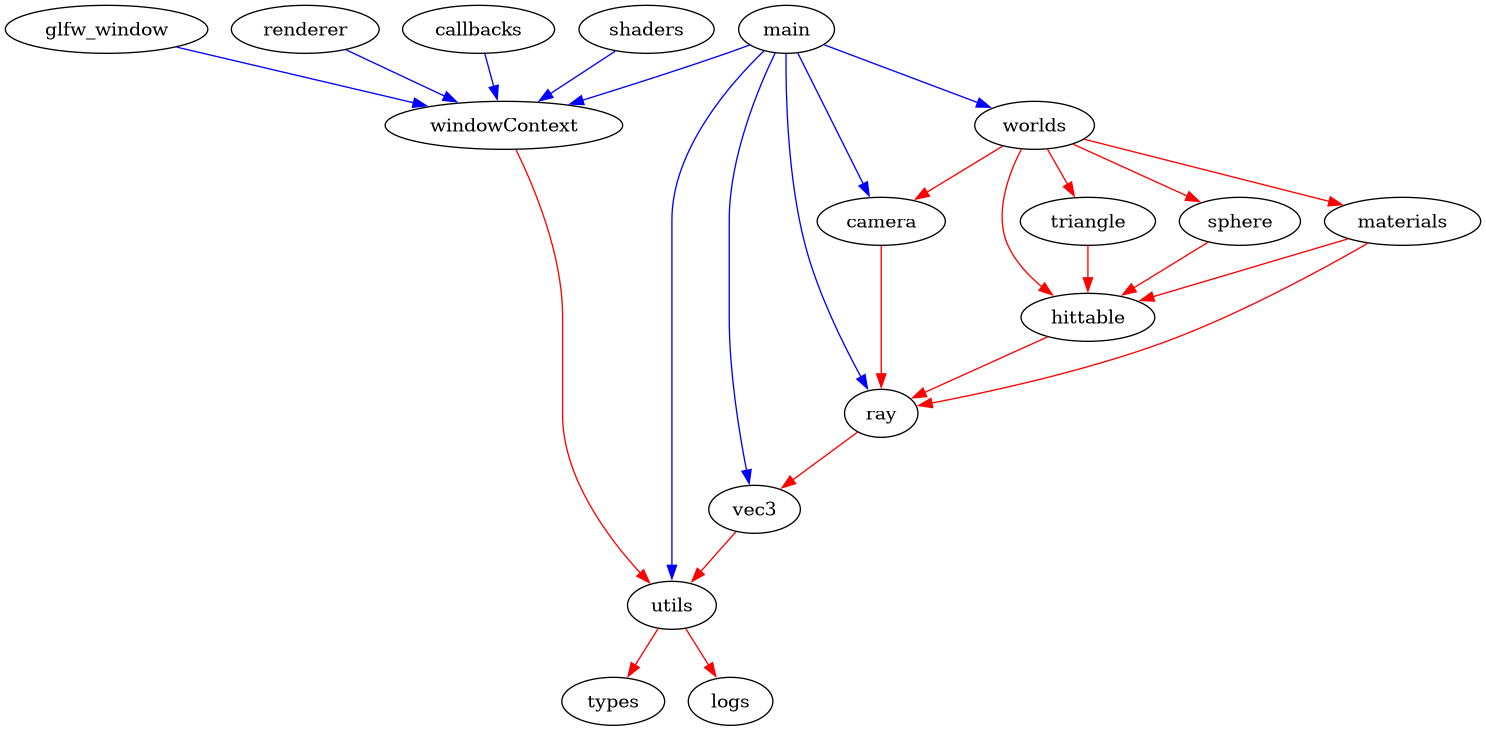 glfw_window
renderer
callbacks
shaders
main
windowContext
worlds
camera
triangle
sphere
materials
hittable
ray
vec3
utils
types
logs